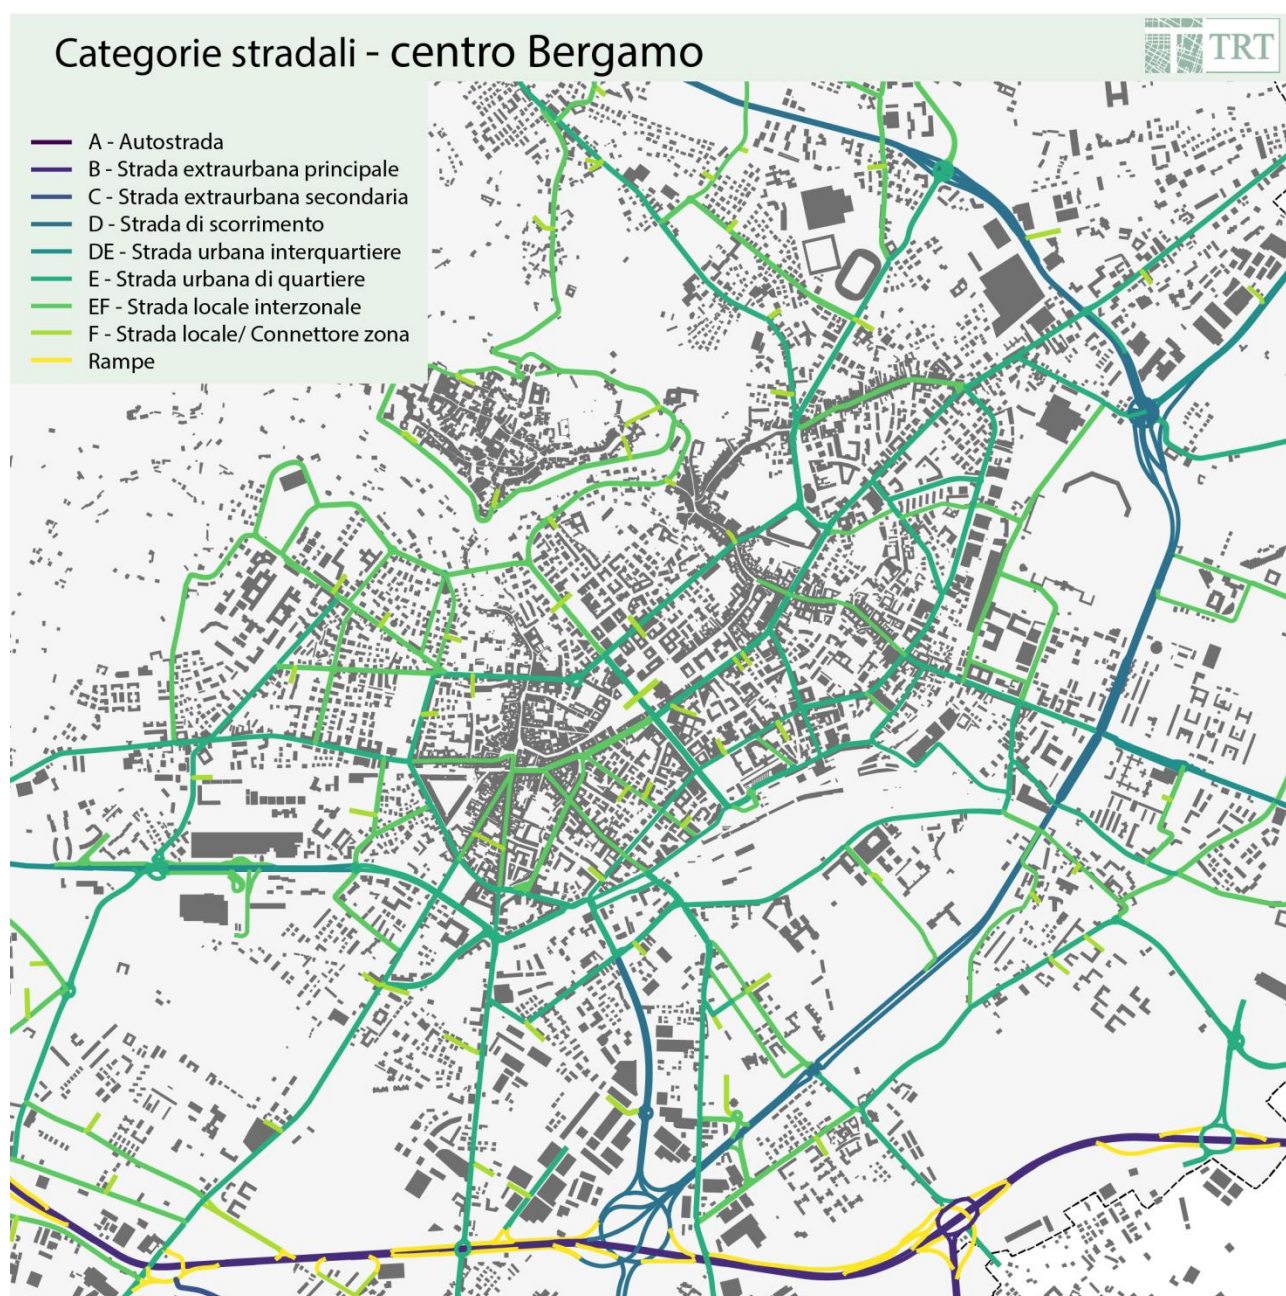 Categorie stradali - centro Bergamo
TRT
A - Autostrada
B - Strada extraurbana principale
C - Strada extraurbana secondaria
D - Strada di scorrimento
DE - Strada urbana interquartiere
E - Strada urbana di quartiere
EF - Strada locale interzonale
F - Strada locale/ Connettore zona
Rampe